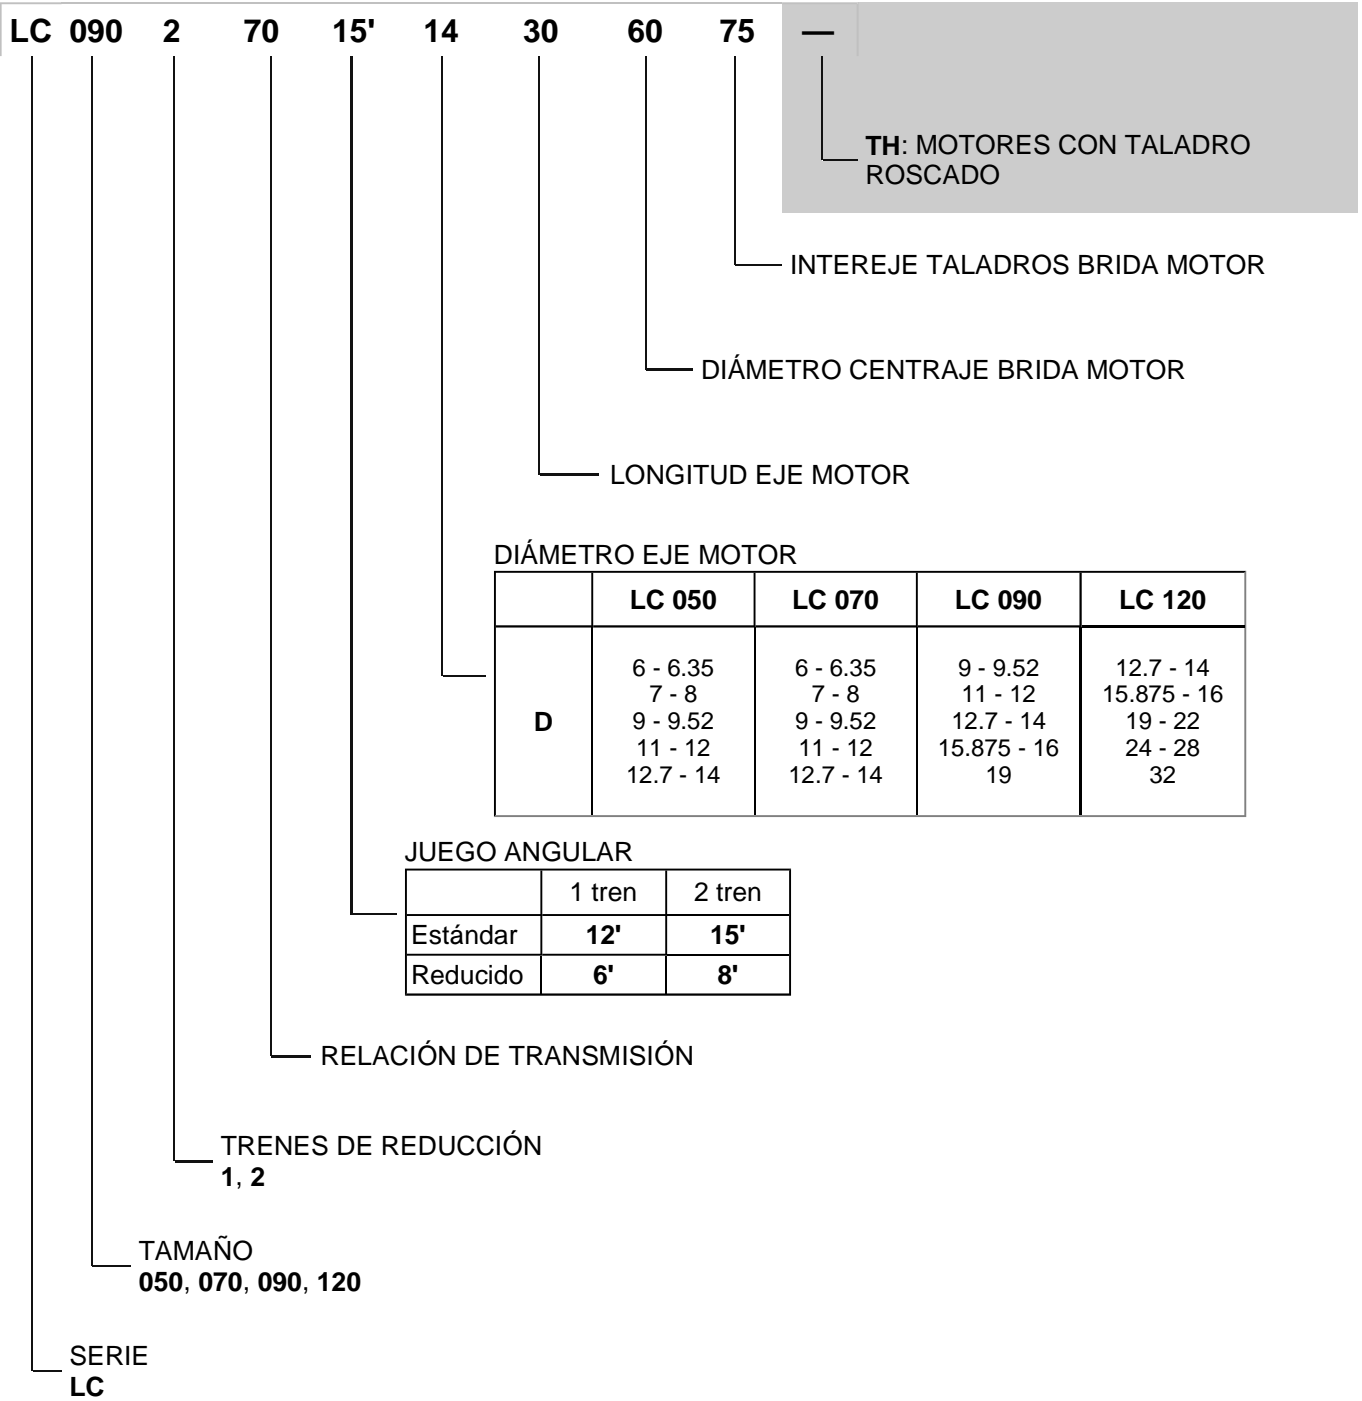 LC 090 2 70 15' 14 30 60 75 —
TH: MOTORES CON TALADRO
ROSCADO
INTEREJE TALADROS BRIDA MOTOR
DIÁMETRO CENTRAJE BRIDA MOTOR
LONGITUD EJE MOTOR
DIÁMETRO EJE MOTOR
LC 050 LC 070 LC 090 LC 120
6 - 6.35 6 - 6.35 9 - 9.52 12.7 - 14
7 - 8 7 - 8 11 - 12 15.875 - 16
D 9 - 9.52 9 - 9.52 12.7 - 14 19 - 22
11 - 12 11 - 12 15.875 - 16 24 - 28
12.7 - 14 12.7 - 14 19 32
JUEGO ANGULAR
1 tren 2 tren
Estándar 12' 15'
Reducido 6' 8'
RELACIÓN DE TRANSMISIÓN
TRENES DE REDUCCIÓN
1, 2
TAMAÑO
050, 070, 090, 120
SERIE
LC